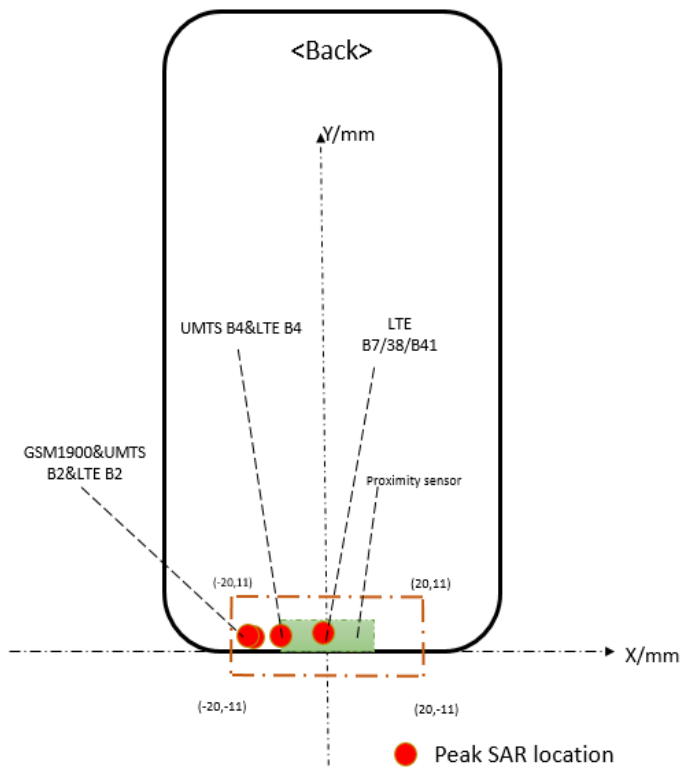 <Back>
Y/mm
UMTS B4&LTE B4
LTE
B7/38/B41
GSM1900&UMTS
B2&LTE B2
Proximity sensor
(-20,11)
(20,11)
X/mm
(-20,-11)
(20,-11)
Peak SAR location